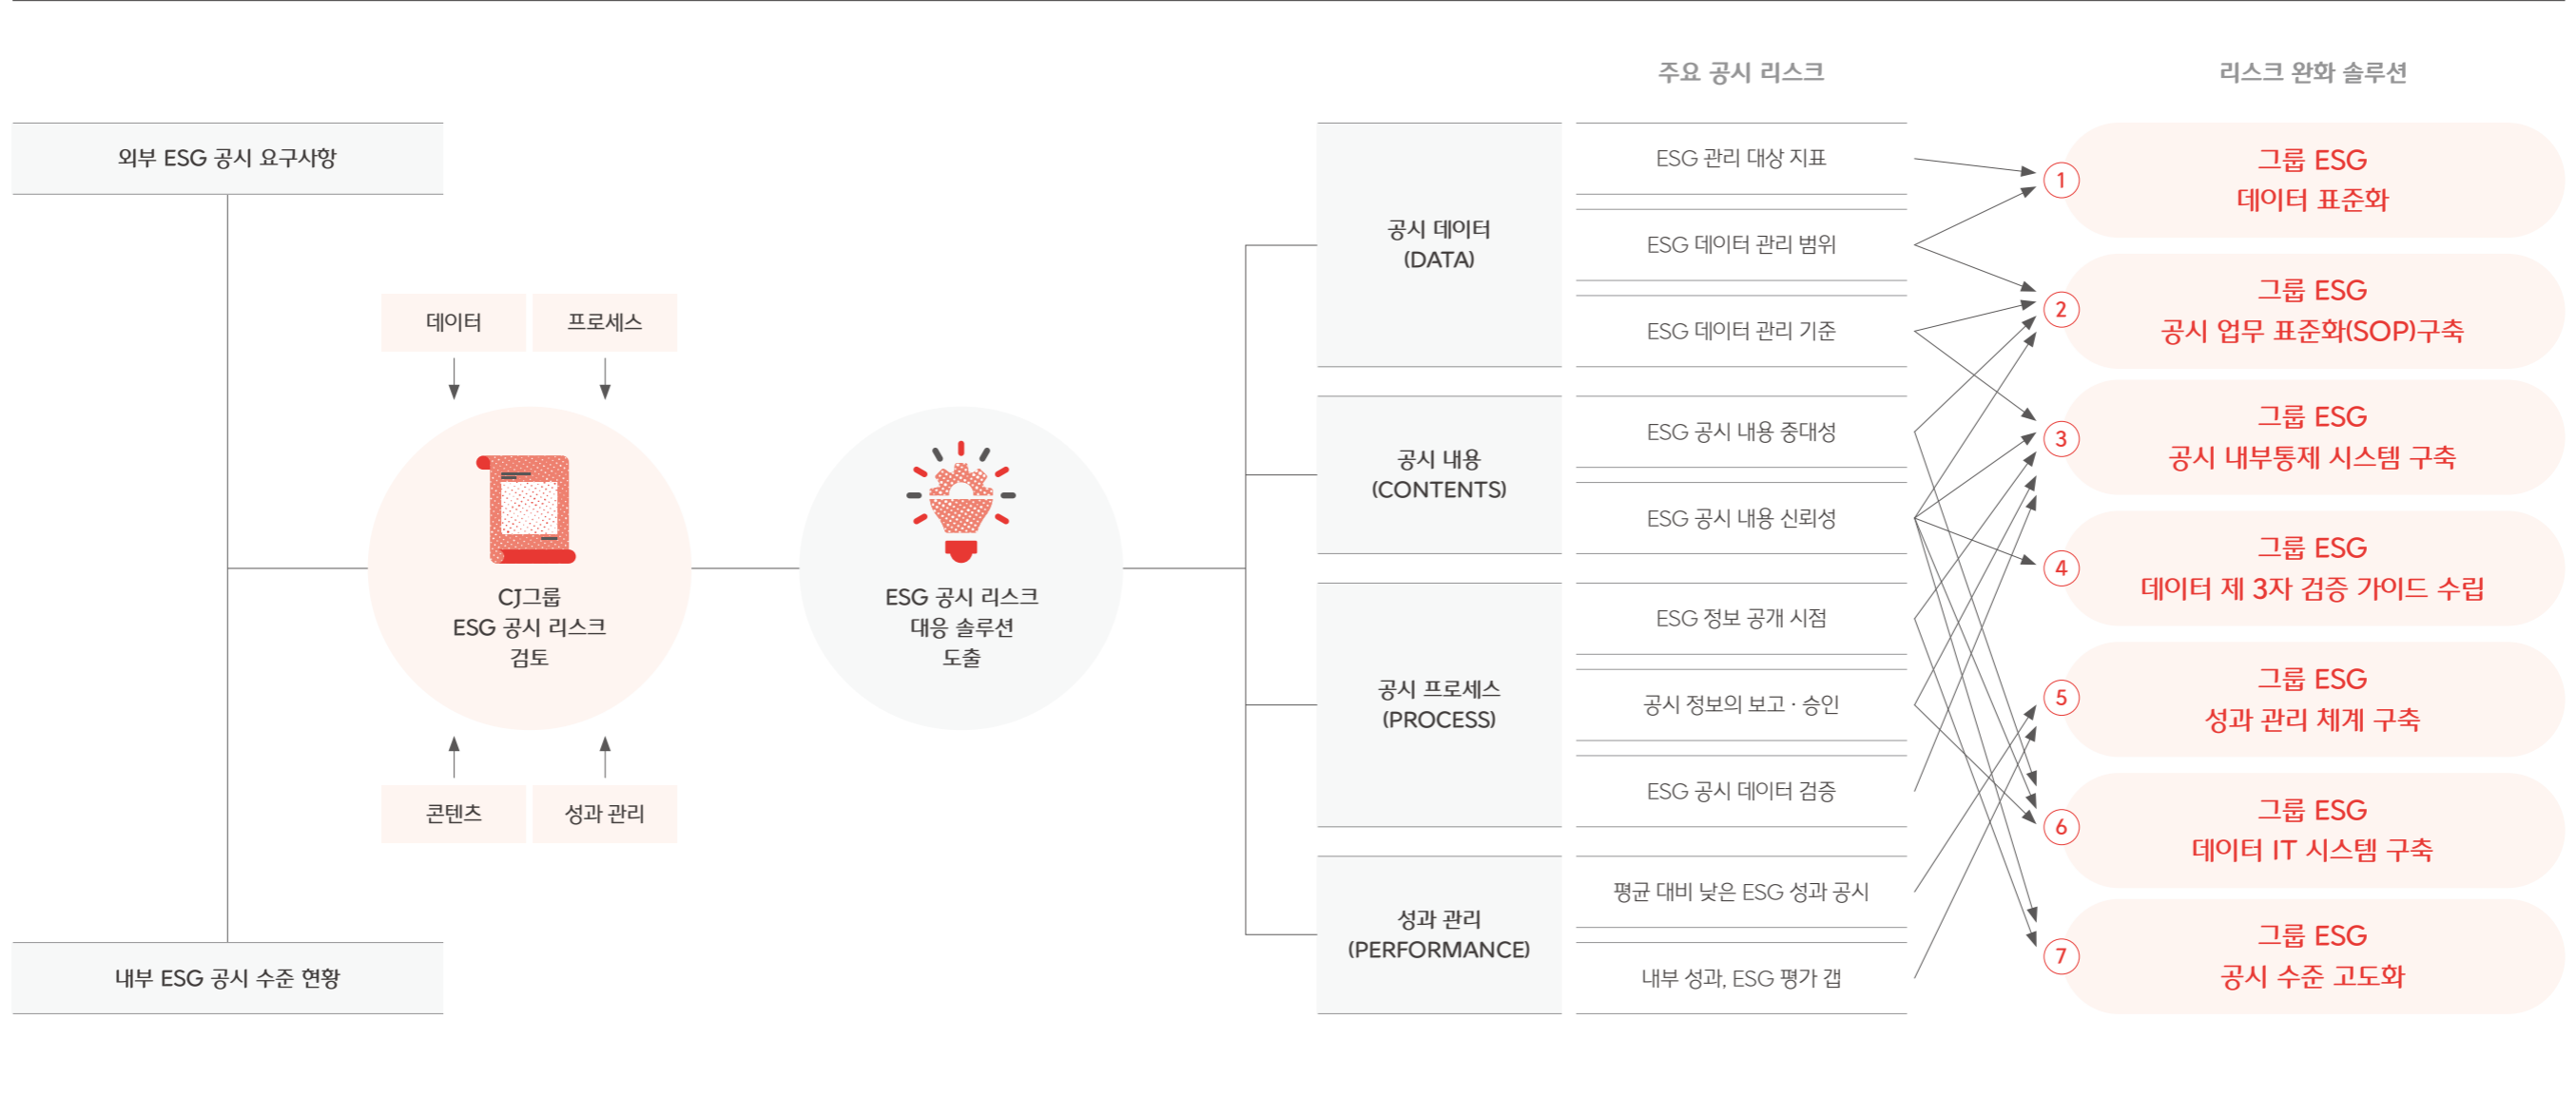 주요 공시 리스크
리스크 완화 솔루션
외부 ESG 공시 요구사항
데이터
프로세스
CJ그룹
ESG 공시 리스크
검토
콘텐츠
성과 관리
내부 ESG 공시 수준 현황
ESG 공시 리스크
대응 솔루션
도출
공시 데이터
(DATA)
ESG 관리 대상 지표
ESG 데이터 관리 범위
ESG 데이터 관리 기준
공시 내용
(CONTENTS)
ESG 공시 내용 중대성
ESG 공시 내용 신뢰성
공시 프로세스
(PROCESS)
ESG 정보 공개 시점
공시 정보의 보고 · 승인
ESG 공시 데이터 검증
성과 관리
(PERFORMANCE)
평균 대비 낮은 ESG 성과 공시
내부 성과, ESG 평가 갭
1
그룹 ESG
데이터 표준화
2
그룹 ESG
공시 업무 표준화(SOP)구축
3
그룹 ESG
공시 내부통제 시스템 구축
4
그룹 ESG
데이터 제 3자 검증 가이드 수립
5
그룹 ESG
성과 관리 체계 구축
6
그룹 ESG
데이터 IT 시스템 구축
7
그룹 ESG
공시 수준 고도화